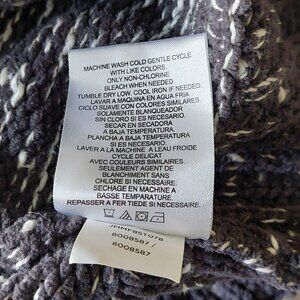 MACHINE WASH COLD GENTLE CYCLE
WITH LIKE COLORS.
ONLY NON-CHLORINE
BLEACH WHEN NEEDED.
TUMBLE DRY LOW. COOL IRON IF NEEDED
LAVAR A MAQUINA EN AGUA FRIA
CICLO SUAVE CON COLORES SIMILARES
SOLAMENTE BLANQUEADOR
SIN CLORO SI ES NECESARIO.
SECAR EN SECADORA
A BAJA TEMPERATURA.
PLANCHA A BAJA TEMPERATURA
SI ES NECESARIO
LAVER A LA MACHINE A L'EAU FROIDE
CYCLE DELICAT
AVEC COULEURS SIMILAIRES.
SEULEMENT AGENT DE
BLANCHIMENT SANS
CHLORE SI NECESSAIRE.
SECHAGE EN MACHINE A
BASSE TEMPERATURE.
REPASSER A FER TIEDE SI NECESSAIRE.
JMMF85T078
8008587 /
8008587